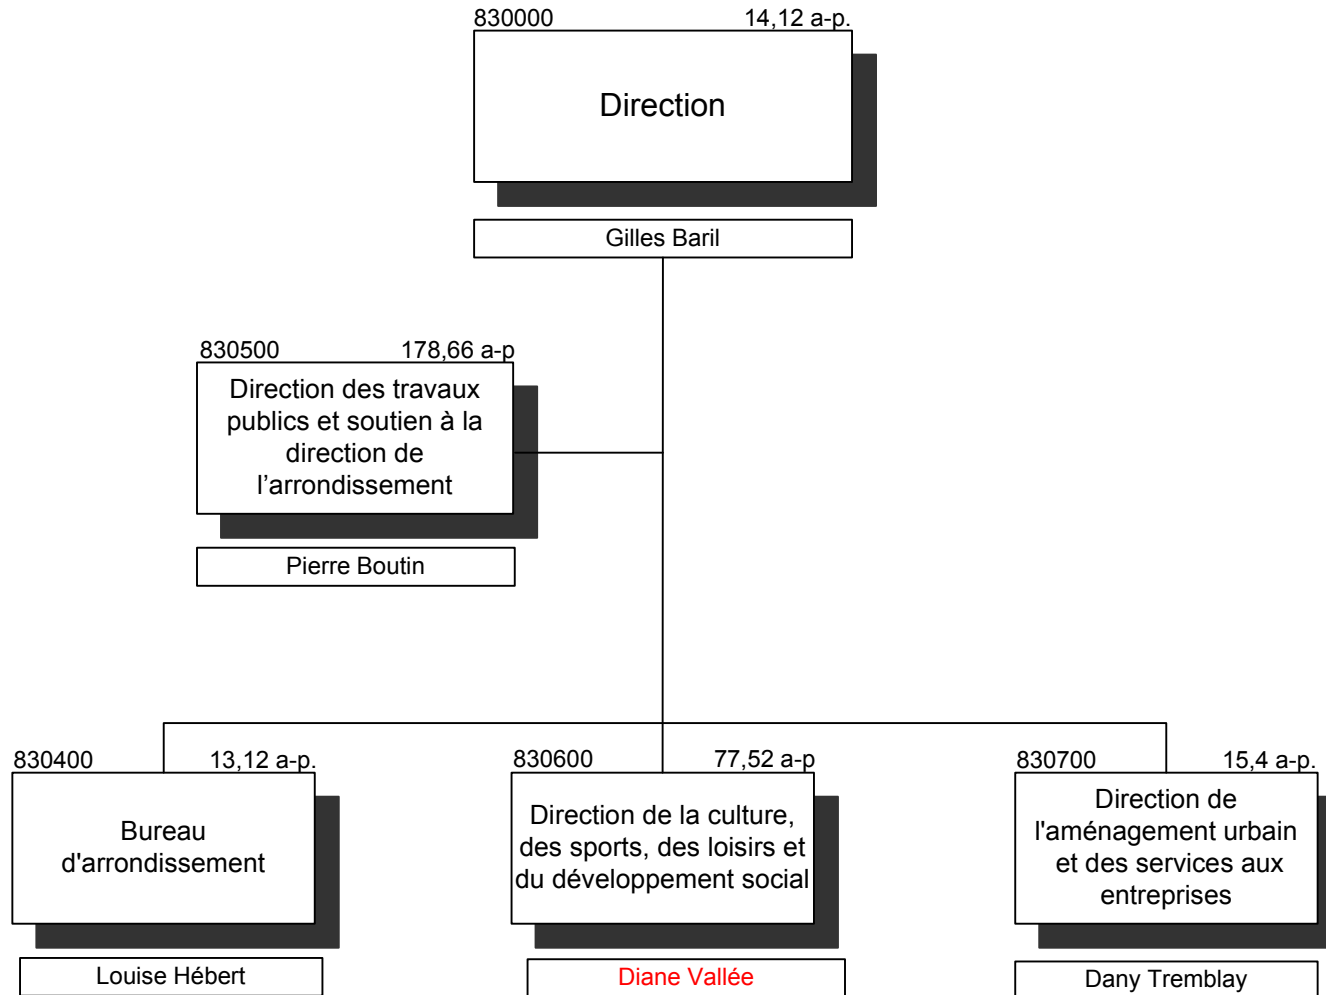 830000 14,12 a-p.
Direction
Gilles Baril
830500 178,66 a-p
Direction des travaux
publics et soutien à la
direction de
l’arrondissement
Pierre Boutin
830400 13,12 a-p.
Bureau
d'arrondissement
Louise Hébert
830600 77,52 a-p
Direction de la culture,
des sports, des loisirs et
du développement social
Diane Vallée
830700 15,4 a-p.
Direction de
l'aménagement urbain
et des services aux
entreprises
Dany Tremblay